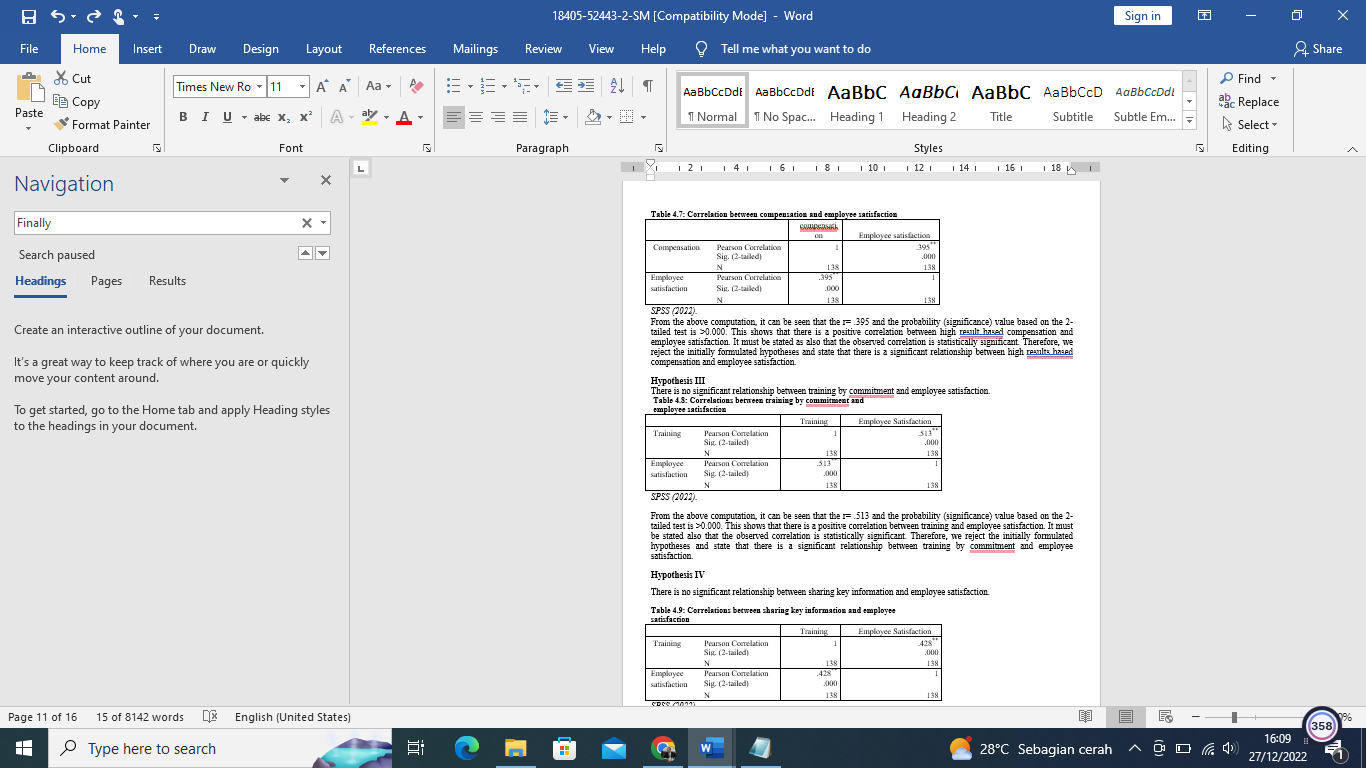 18405-52443-2-SM [Compatibility Mode] - Word
Sign in
File Home Insert Draw Design Layout References Mailings Review View Help Tell me what you want to do Share
Paste
Cut
Copy
Format Painter
Clipboard
Times New Ro 11
Font
Paragraph
AaBbCcDdE AaBbCcDdE AaBbC AaBbCc AaBbC AaBbCcD AaBbCcDdE
¶ Normal ¶ No Spac... Heading 1 Heading 2 Title Subtitle Subtle Em...
Styles
Find
Replace
Select
Editing
Navigation
Finally
Search paused
Headings Pages Results
Create an interactive outline of your document.
It's a great way to keep track of where you are or quickly
move your content around.
To get started, go to the Home tab and apply Heading styles
to the headings in your document.
2 4 6 8 10 12 14 16 18
Table 4.7: Correlation between compensation and employee satisfaction
compensati
on Employee satisfaction
Compensation Pearson Correlation 1 .395**
Sig. (2-tailed) .000
N 138 138
Employee Pearson Correlation .395** 1
satisfaction Sig. (2-tailed) .000
N 138 138
SPSS (2022).
From the above computation, it can be seen that the r= .395 and the probability (significance) value based on the 2-
tailed test is >0.000. This shows that there is a positive correlation between high result based compensation and
employee satisfaction. It must be stated as also that the observed correlation is statistically significant. Therefore, we
reject the initially formulated hypotheses and state that there is a significant relationship between high results based
compensation and employee satisfaction.
Hypothesis III
There is no significant relationship between training by commitment and employee satisfaction.
Table 4.8: Correlations between training by commitment and
employee satisfaction
Training Employee Satisfaction
Training Pearson Correlation 1 .513**
Sig. (2-tailed) .000
N 138 138
Employee Pearson Correlation .513** 1
satisfaction Sig. (2-tailed) .000
N 138 138
SPSS (2022).
From the above computation, it can be seen that the r= .513 and the probability (significance) value based on the 2-
tailed test is >0.000. This shows that there is a positive correlation between training and employee satisfaction. It must
be stated also that the observed correlation is statistically significant. Therefore, we reject the initially formulated
hypotheses and state that there is a significant relationship between training by commitment and employee
satisfaction.
Hypothesis IV
There is no significant relationship between sharing key information and employee satisfaction.
Table 4.9: Correlations between sharing key information and employee
satisfaction
Training Employee Satisfaction
Training Pearson Correlation 1 .428**
Sig. (2-tailed) .000
N 138 138
Employee Pearson Correlation .428** 1
satisfaction Sig. (2-tailed) .000
N 138 138
SPSS (2022)
Page 11 of 16 15 of 8142 words English (United States)
358
Type here to search
28°C Sebagian cerah
16:09
27/12/2022
1